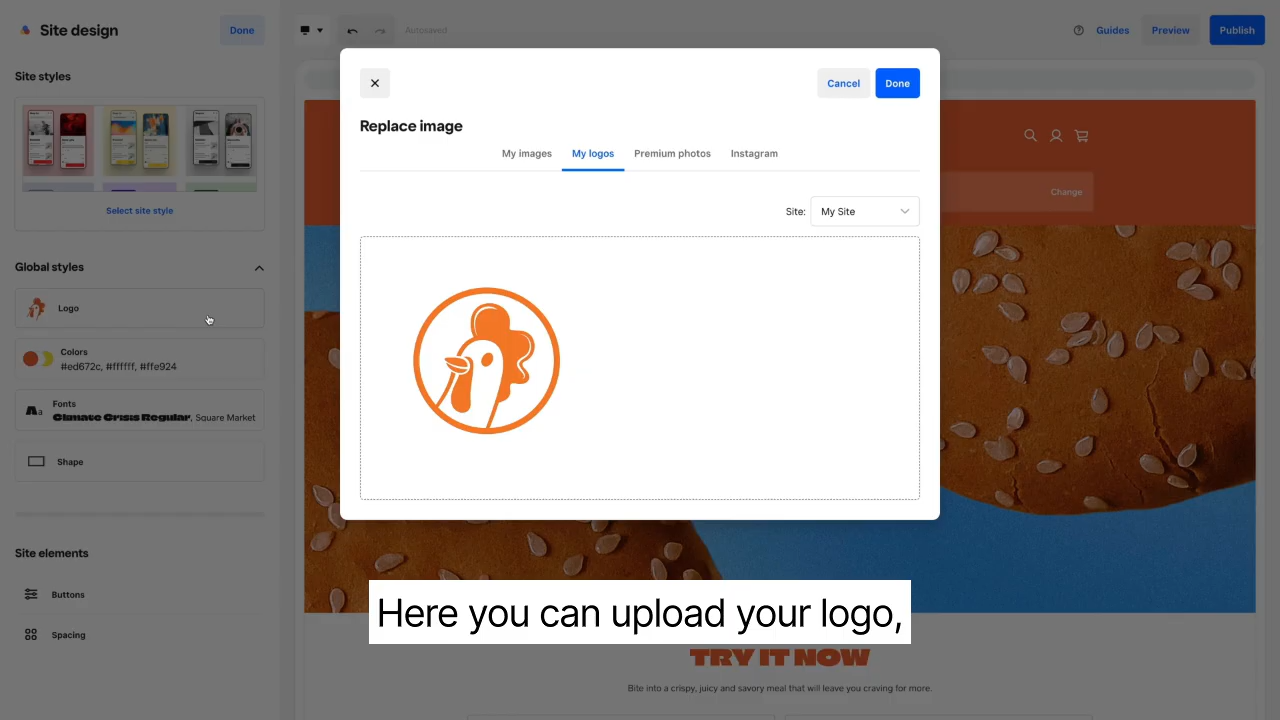 Site design
Done
Autosaved
Guides
Preview
Publish
Site styles
Select site style
Global styles
Logo
Colors
#ed672c, #ffffff, #ffe924
Fonts
Aa
Climate Crisis Regular, Square Market
Shape
Site elements
Buttons
Spacing
Cancel
Done
Replace image
My images
My logos
Premium photos
Instagram
Site:
My Site
Change
Here you can upload your logo,
TRY IT NOW
Bite into a crispy, juicy and savory meal that will leave you craving for more.